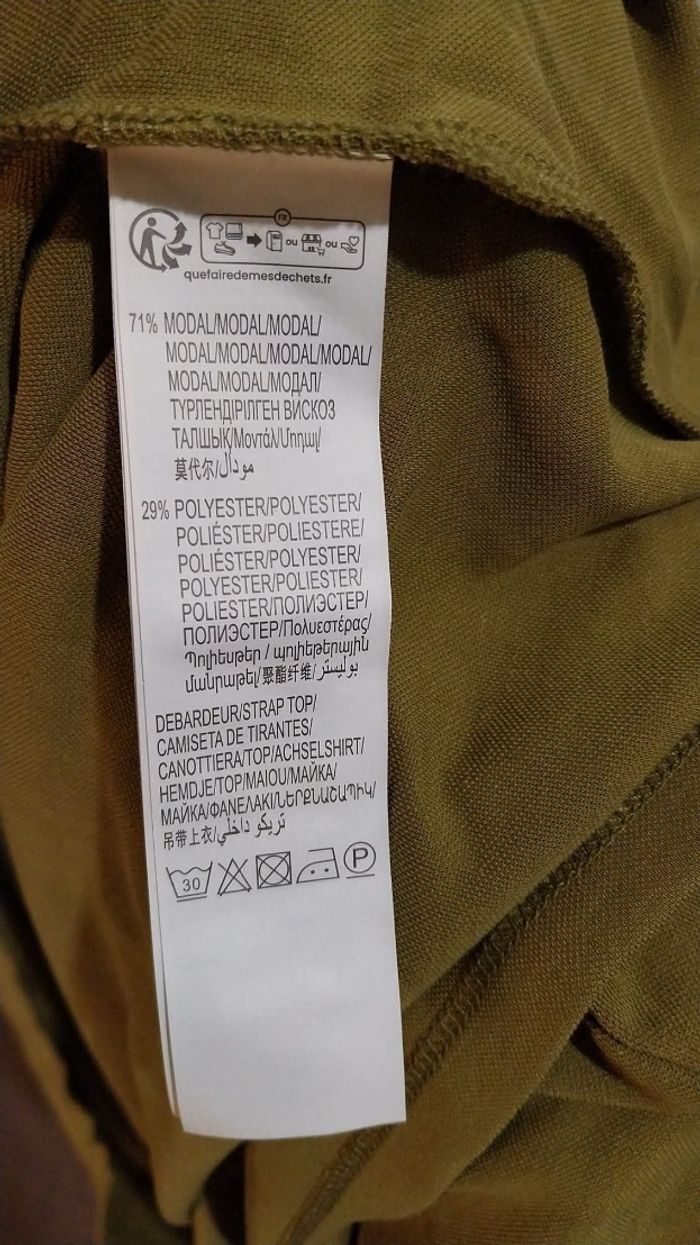 FR
OU OU
quefairedemesdechets.fr
71% MODAL/MODAL/MODAL/
MODAL/MODAL/MODAL/MODAL/
MODAL/MODAL/МОДАЛ/
ТҮРЛЕНДІРІЛГЕН ВИСКОЗ
ТАЛШЫҚ/Μοντάλ/Մոդալ/
莫代尔/مودال
29% POLYESTER/POLYESTER/
POLIÉSTER/POLIESTERE/
POLIÉSTER/POLYESTER/
POLYESTER/POLIESTER/
POLIESTER/ПОЛИЭСТЕР/
ПОЛИЭСТЕР/Πολυεστέρας/
Պոլիեսթեր / պոլիեթերային
մանրաթել/聚酯纤维/بوليستر
DEBARDEUR/STRAP TOP/
CAMISETA DE TIRANTES/
CANOTTIERA/TOP/ACHSELSHIRT/
HEMDJE/TOP/MAIOU/МАЙКА/
МАЙКА/ΦΑΝΕΛΑΚΙ/ՆԵՐՔՆԱՇԱՊԻԿ/
吊带上衣/تريكو داخلي
30 P